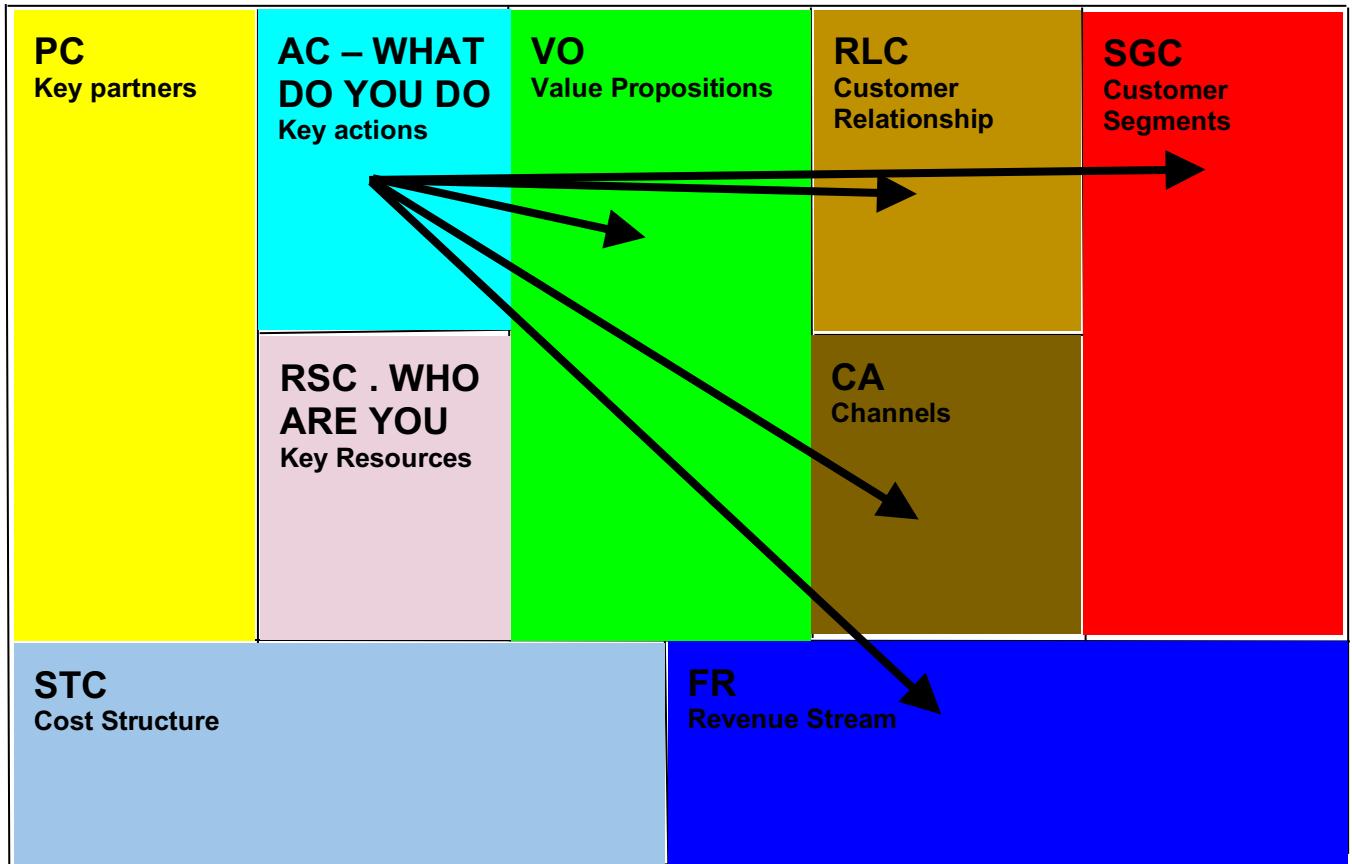 PC
Key partners
AC – WHAT
DO YOU DO
Key actions
VO
Value Propositions
RLC
Customer
Relationship
SGC
Customer
Segments
RSC . WHO
ARE YOU
Key Resources
CA
Channels
STC
Cost Structure
FR
Revenue Stream